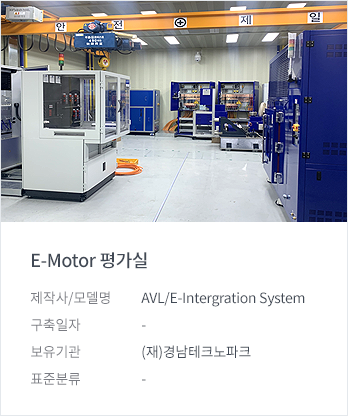 안 전 제 일
E-Motor 평가실
제작사/모델명 AVL/E-Intergration System
구축일자 -
보유기관 (재)경남테크노파크
표준분류 -